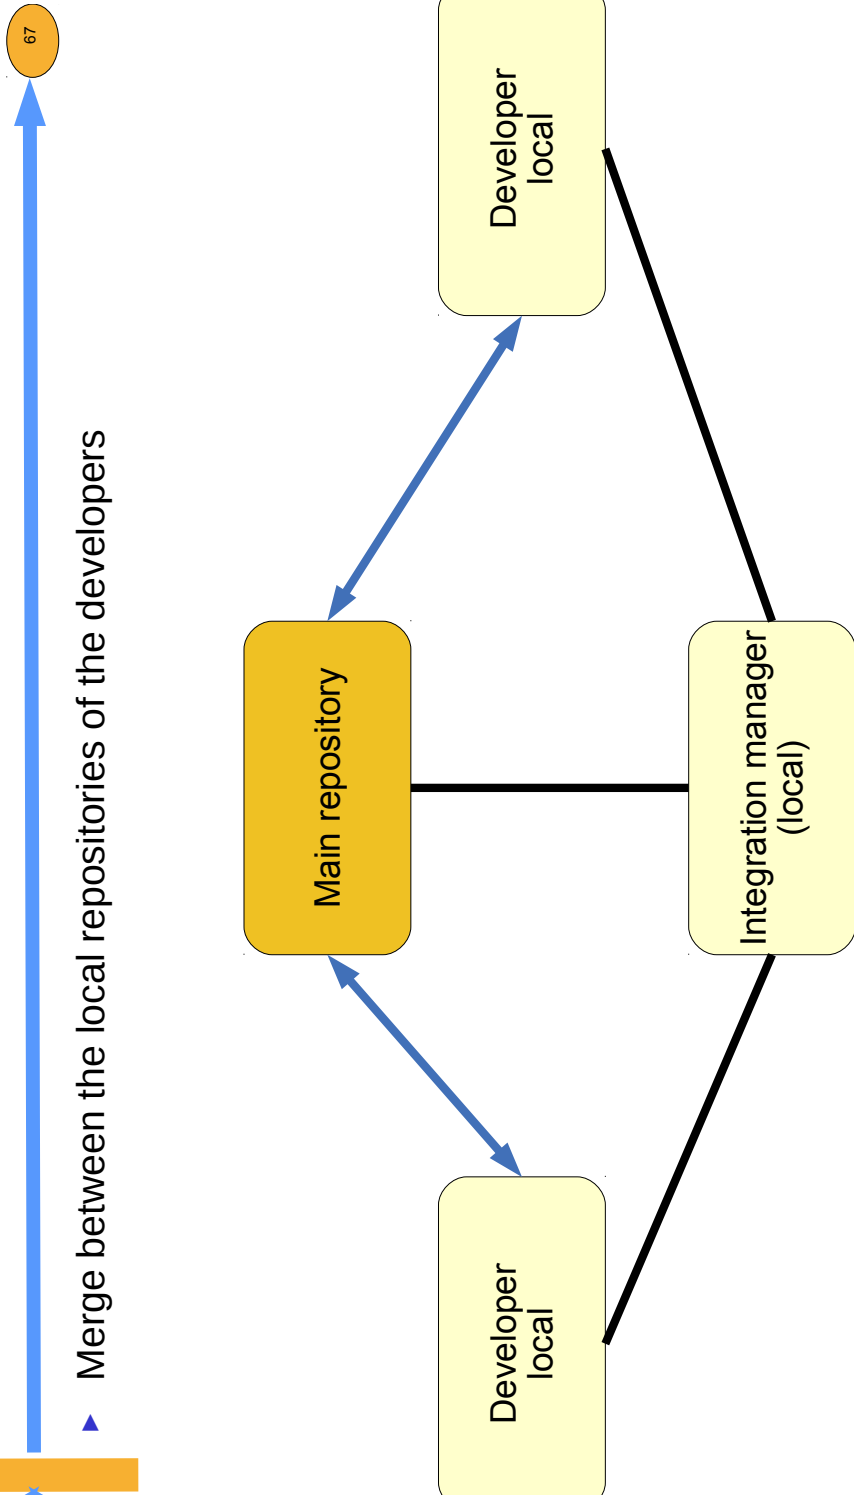 67
Merge between the local repositories of the developers
Main repository
Developer
local
Developer
local
Integration manager
(local)